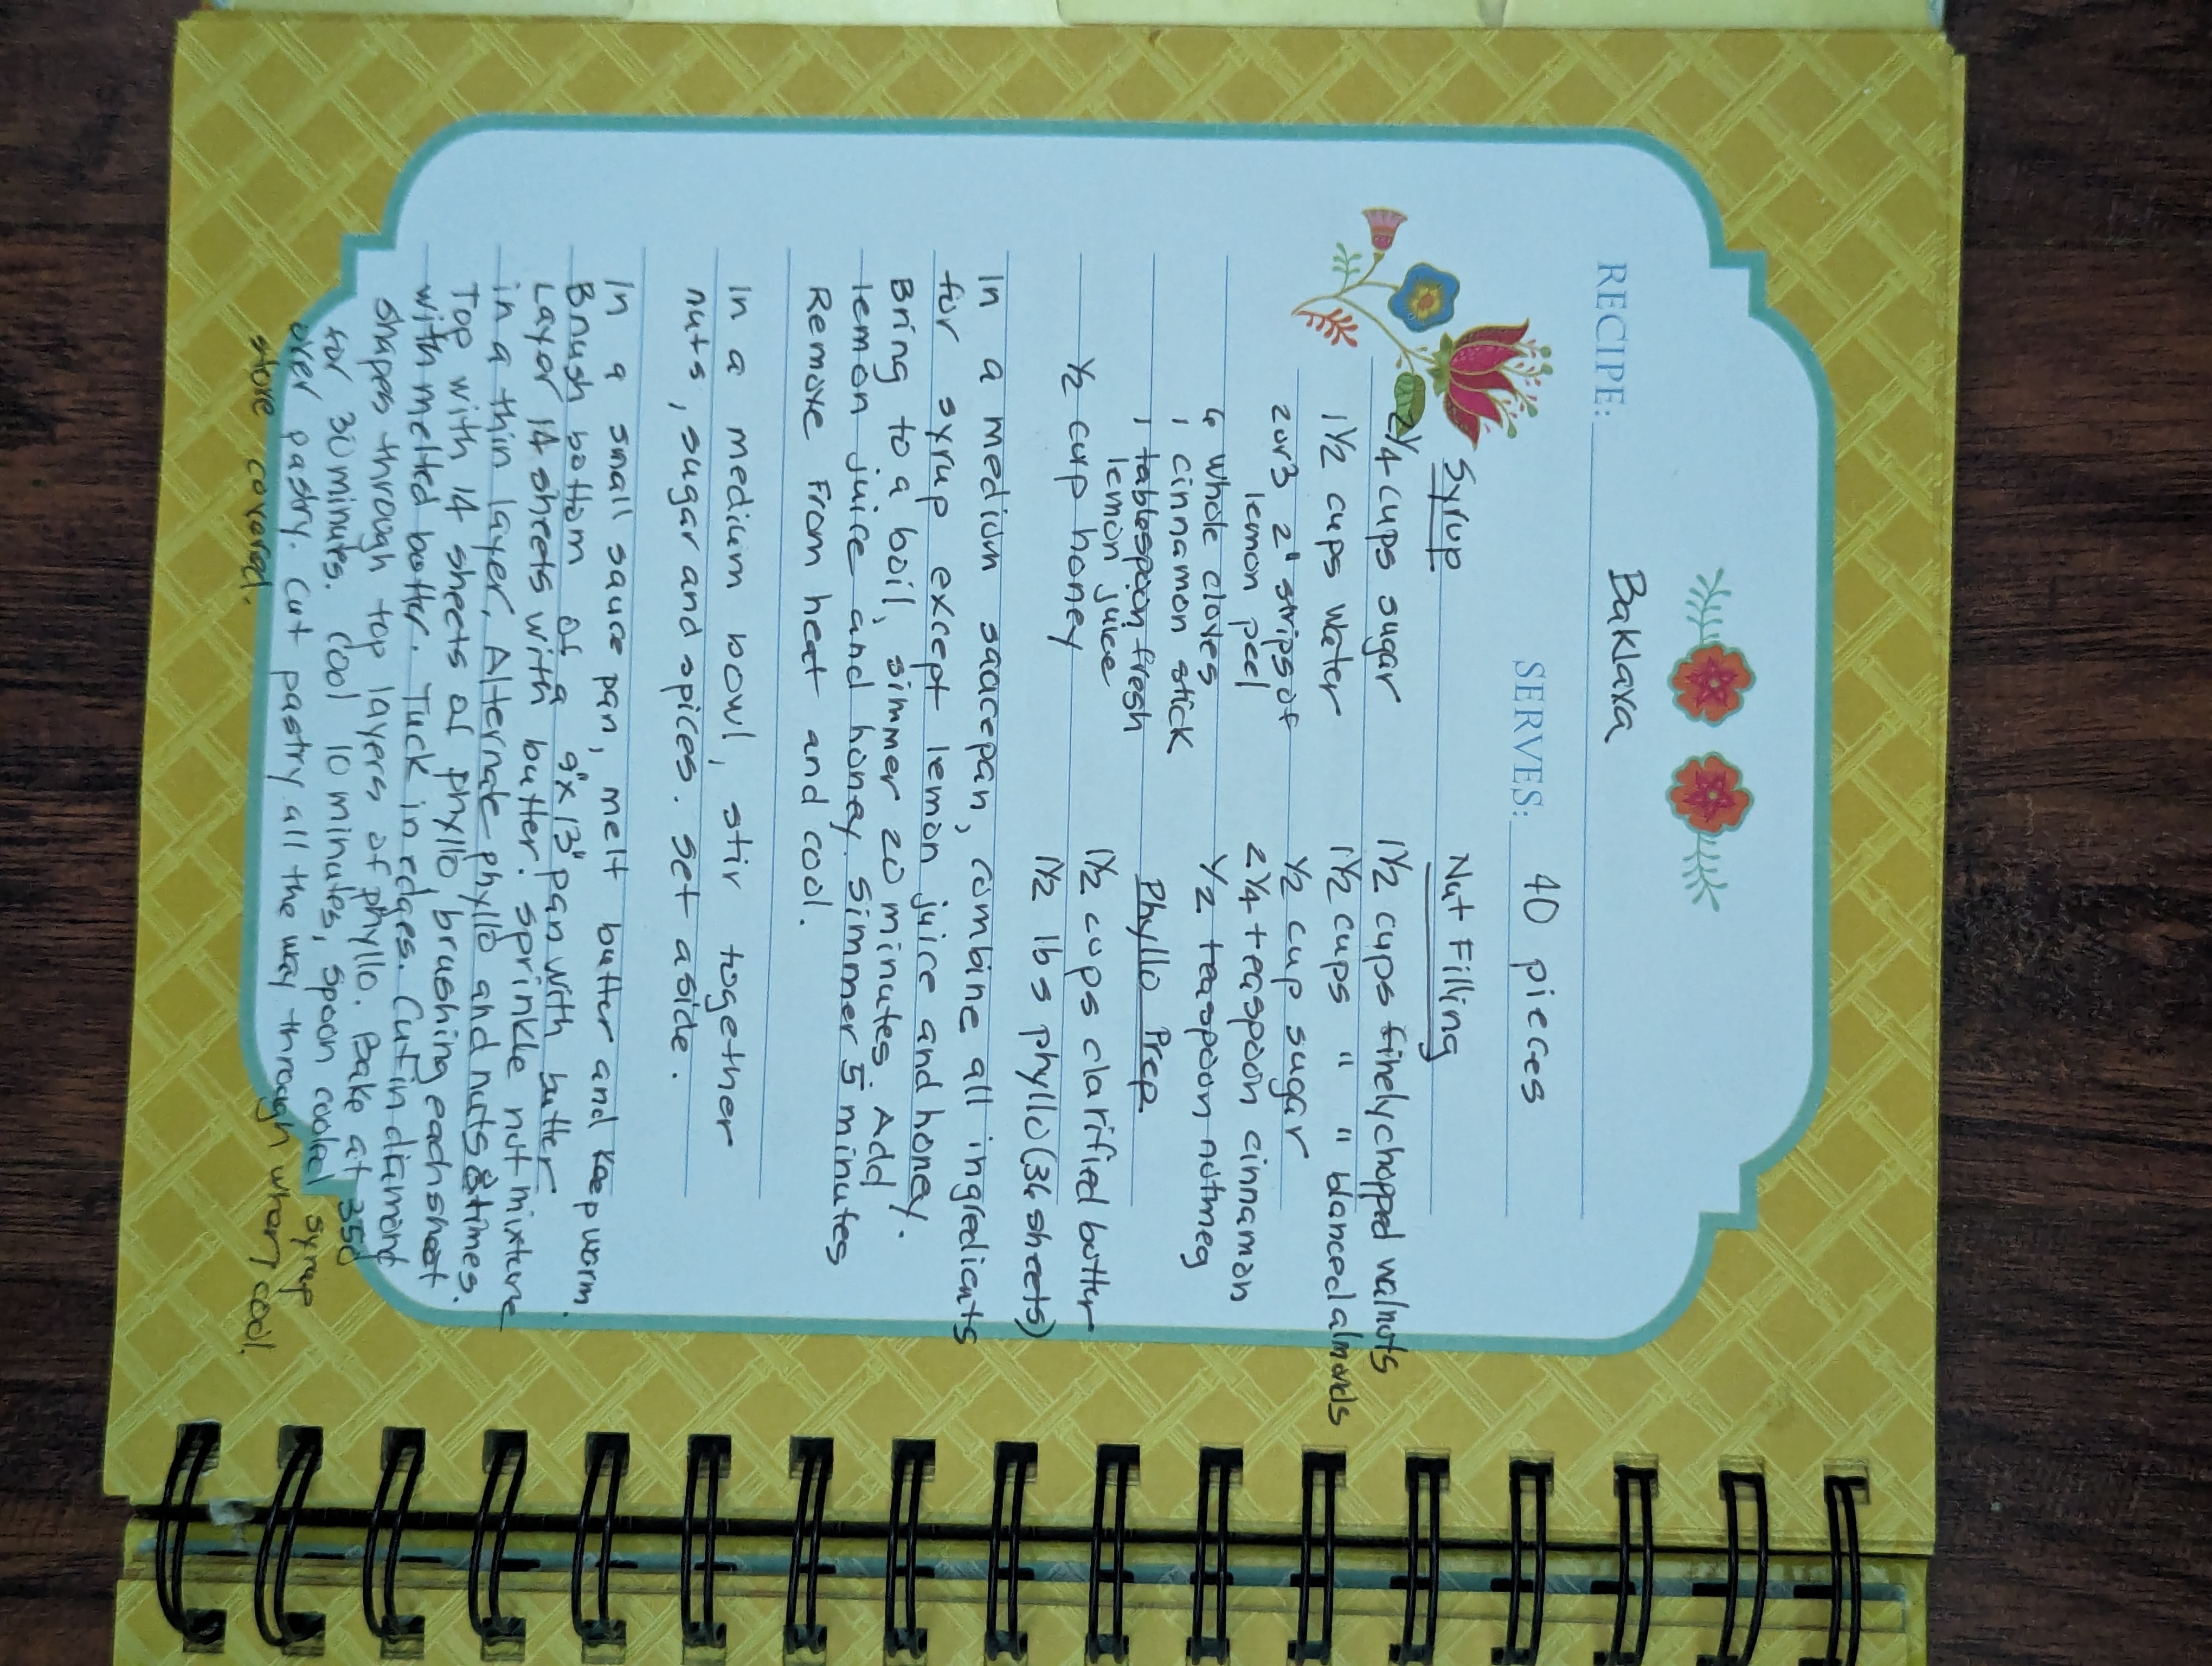 RECIPE: Baklava
SERVES: 40 pieces
Syrup
2 1/4 cups sugar
1 1/2 cups water
2 or 3 2" strips of
lemon peel
6 whole cloves
1 cinnamon stick
1 tablespoon fresh
lemon juice
1/2 cup honey
Nut Filling
1 1/2 cups finely chopped walnuts
1 1/2 cups " " blanced almonds
1/2 cup sugar
2 1/4 teaspoon cinnamon
1/2 teaspoon nutmeg
Phyllo Prep
1 1/2 cups clarified butter
1 1/2 lbs phyllo (36 sheets)
In a medium saucepan, combine all ingredients
for syrup except lemon juice and honey.
Bring to a boil, simmer 20 minutes. Add
lemon juice and honey. Simmer 5 minutes
Remove from heat and cool.
In a medium bowl, stir together
nuts, sugar and spices. Set aside.
In a small sauce pan, melt butter and keep warm.
Brush bottom of a 9"x13" pan with butter
Layer 14 sheets with butter. Sprinkle nut mixture
in a thin layer. Alternate phyllo and nuts 8 times.
Top with 14 sheets of phyllo, brushing each sheet
with melted butter. Tuck in edges. Cut in diamond
shapes through top layers of phyllo. Bake at 350
for 30 minutes. Cool 10 minutes, spoon cooled syrup
over pastry. Cut pastry all the way through when cool.
Store covered.